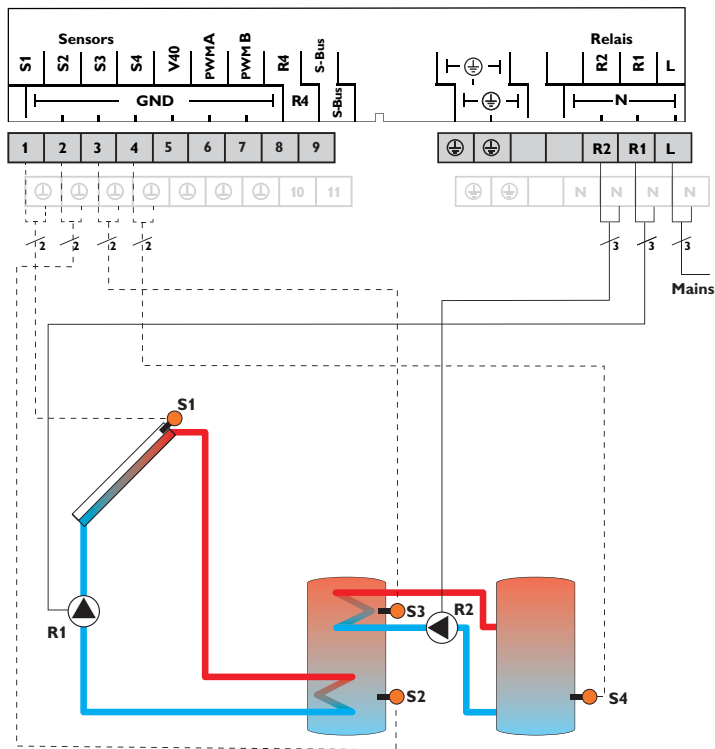 Sensors
Relais
S1 S2 S3 S4 V40 PWMA PWM B R4 S-Bus
R2 R1 L
GND R4 S-Bus
N
1 2 3 4 5 6 7 8 9
R2 R1 L
10 11
N N N N
2 2 2 2
3 3 3
Mains
S1
S3
R2
R1
S2
S4